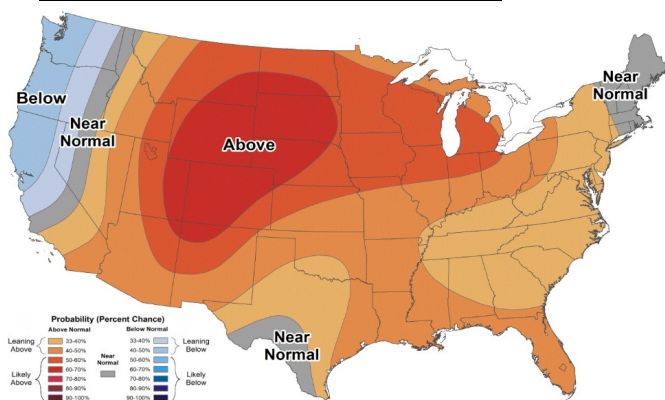 Below
Near
Normal
Above
Near
Normal
Near
Normal
Probability (Percent Chance)
Above Normal Below Normal
Leaning
Above
33-40% 33-40%
40-50% 40-50%
Leaning
Below
Near
Normal
Likely
Above
50-60% 50-60%
60-70% 60-70%
70-80% 70-80%
80-90% 80-90%
90-100% 90-100%
Likely
Below